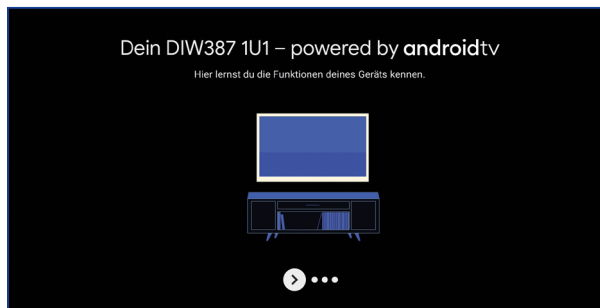 Dein DIW387 1U1 – powered by androidtv
Hier lernst du die Funktionen deines Geräts kennen.